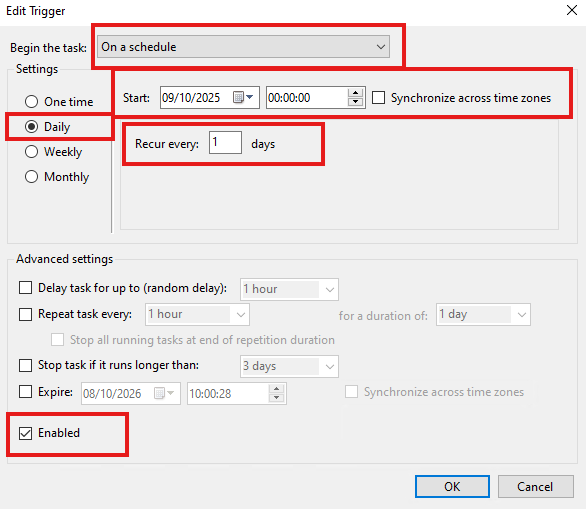 Edit Trigger
Begin the task: On a schedule
Settings
One time
Start: 09/10/2025 00:00:00 Synchronize across time zones
Daily
Recur every: 1 days
Weekly
Monthly
Advanced settings
Delay task for up to (random delay): 1 hour
Repeat task every: 1 hour for a duration of: 1 day
Stop all running tasks at end of repetition duration
Stop task if it runs longer than: 3 days
Expire: 08/10/2026 10:00:28 Synchronize across time zones
Enabled
OK Cancel